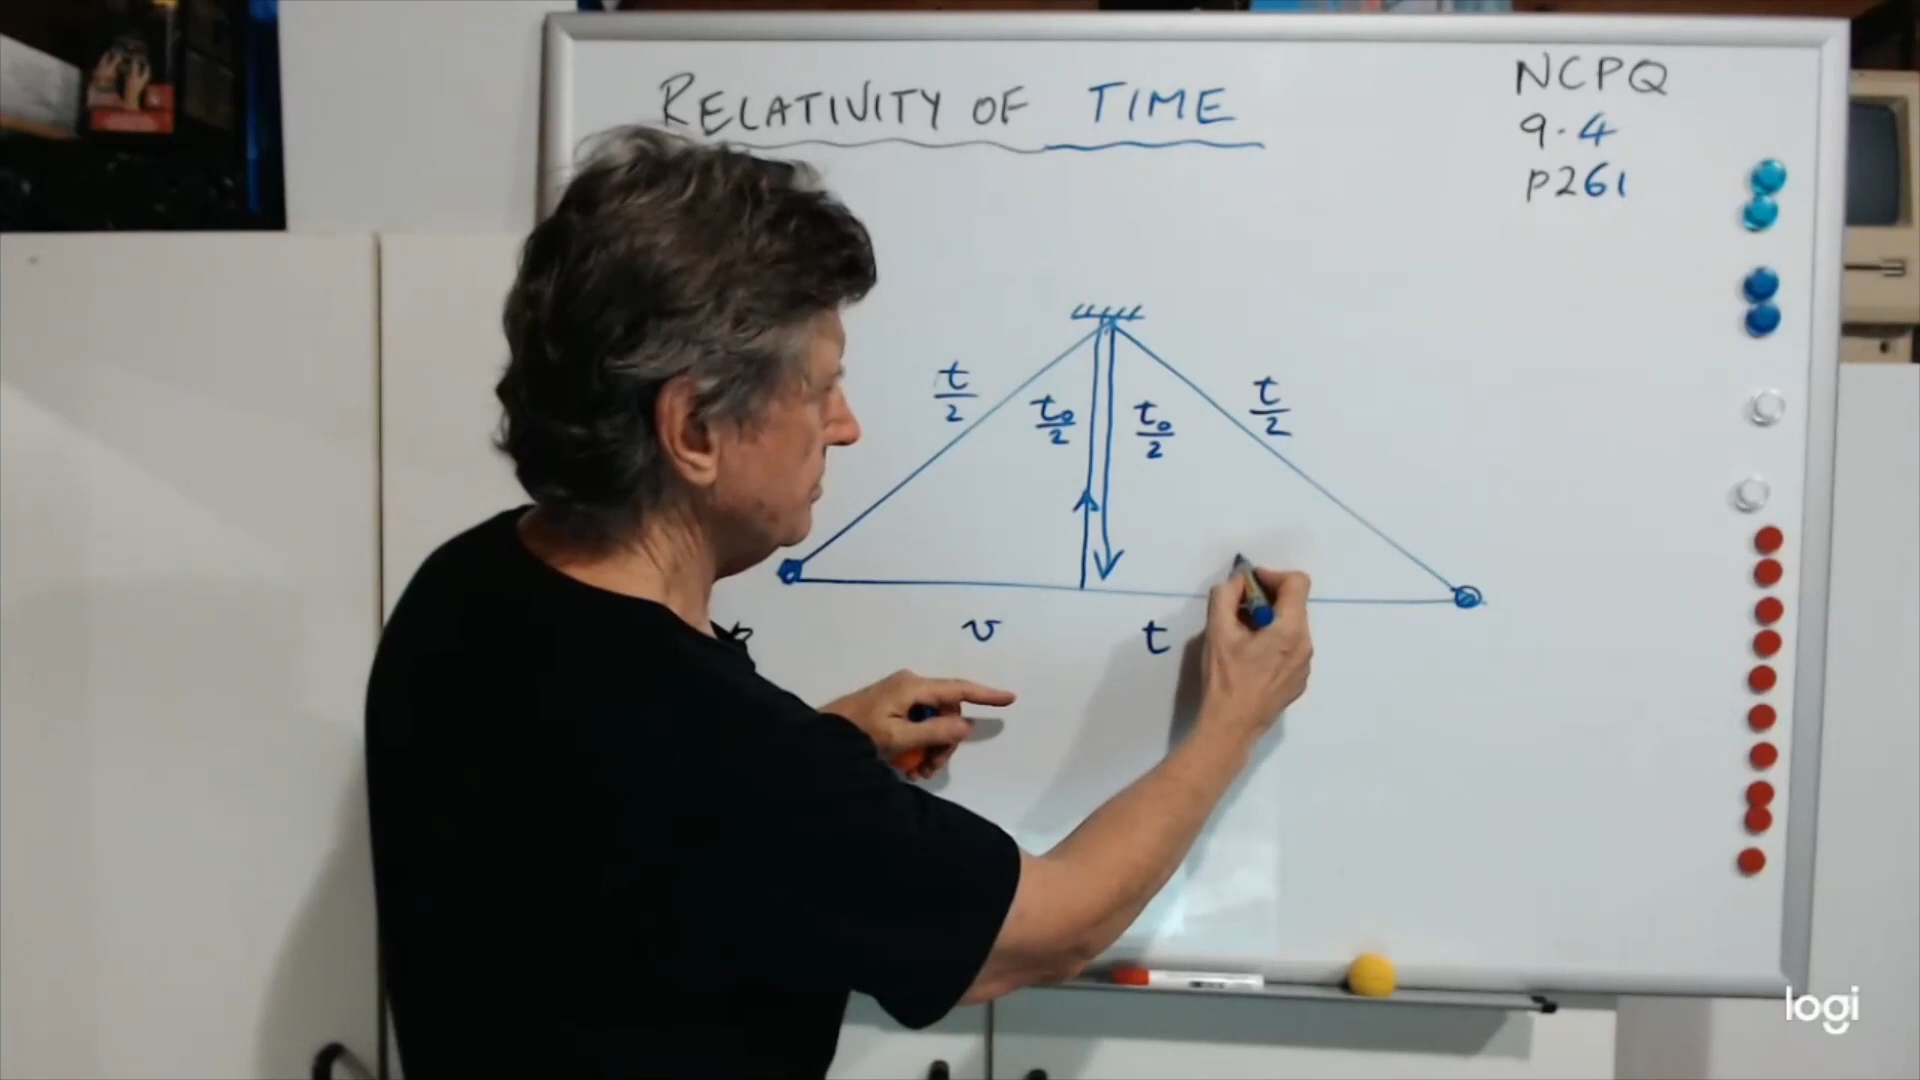 RELATIVITY OF TIME
NCPQ
9.4
p261
t/2
t₀/2
t₀/2
t/2
v
t
logi